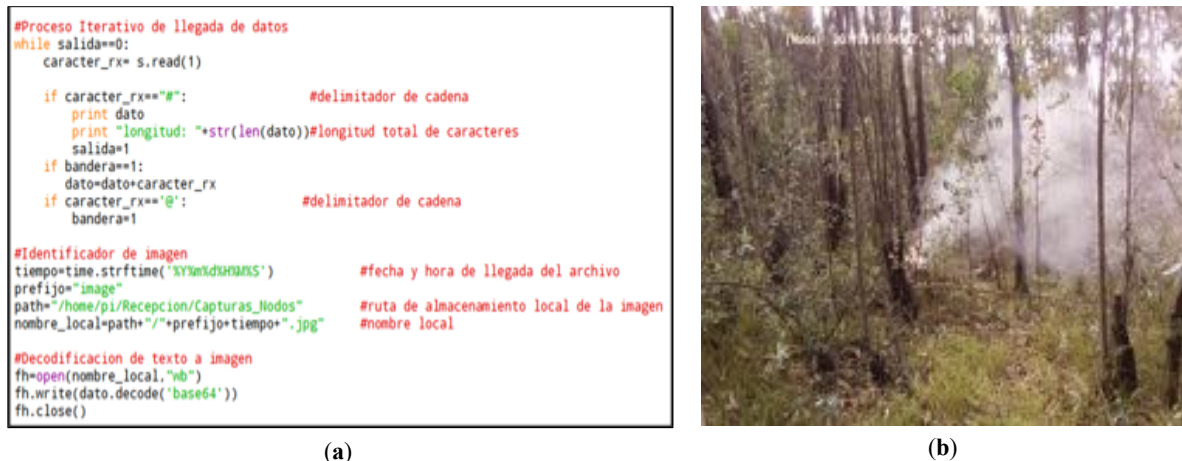 #Proceso Iterativo de llegada de datos
while salida==0:
caracter_rx= s.read(1)
if caracter_rx=="#": #delimitador de cadena
print dato
print "longitud: "+str(len(dato))#longitud total de caracteres
salida=1
if bandera==1:
dato=dato+caracter_rx
if caracter_rx=='@': #delimitador de cadena
bandera=1
#Identificador de imagen
tiempo=time.strftime('%Y%m%d%H%M%S') #fecha y hora de llegada del archivo
prefijo="image"
path="/home/pi/Recepcion/Capturas_Nodos" #ruta de almacenamiento local de la imagen
nombre_local=path+"/"+prefijo+tiempo+".jpg" #nombre local
#Decodificacion de texto a imagen
fh=open(nombre_local,"wb")
fh.write(dato.decode('base64'))
fh.close()
(a)
(b)